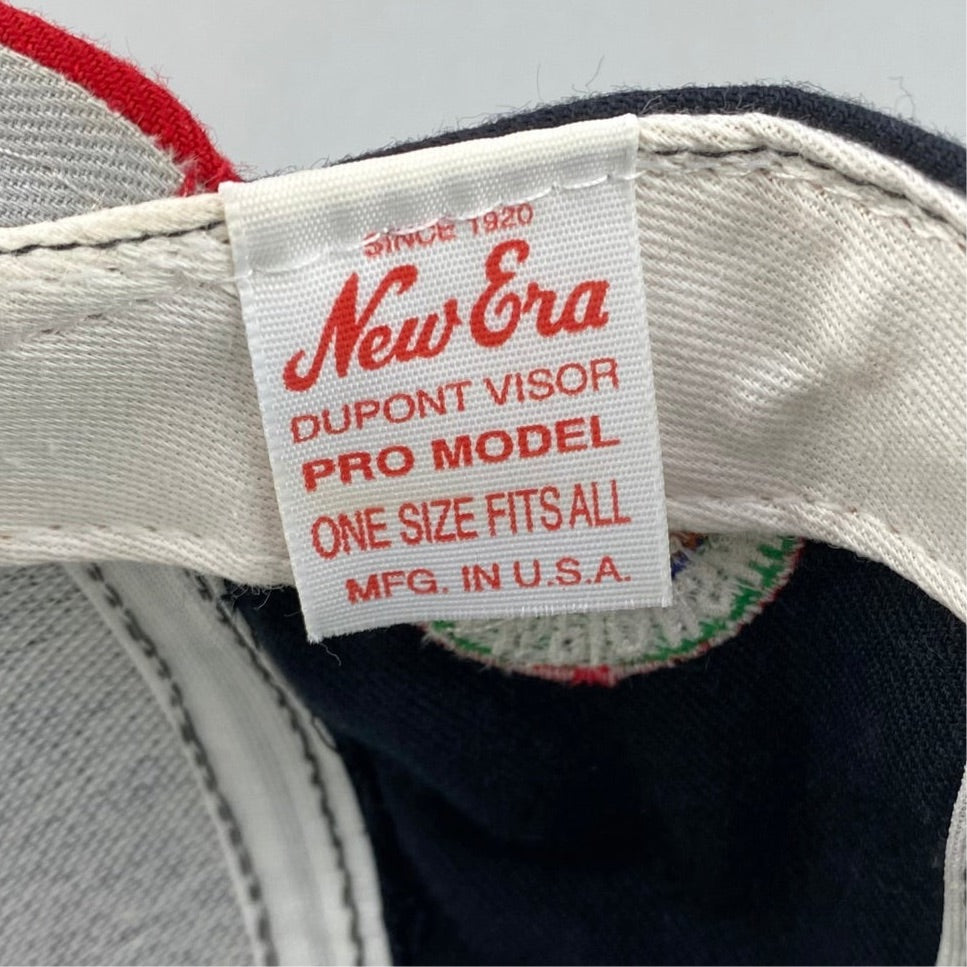 SINCE 1920
New Era
DUPONT VISOR
PRO MODEL
ONE SIZE FITS ALL
MFG. IN U.S.A.